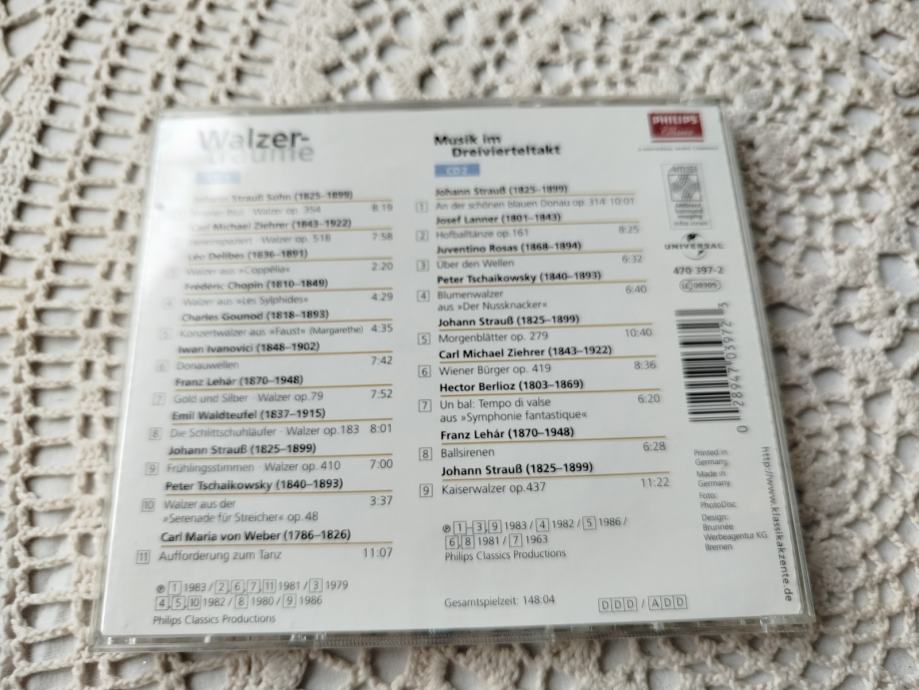 Walzer-
träume
CD 1
Johann Strauß Sohn (1825–1899)
Wiener Blut · Walzer op. 354 8:19
Carl Michael Ziehrer (1843–1922)
Walzer op. 518 7:58
Léo Delibes (1836–1891)
3 Walzer aus »Coppélia« 2:20
Frédéric Chopin (1810–1849)
4 Walzer aus »Les Sylphides« 4:29
Charles Gounod (1818–1893)
5 Konzertwalzer aus »Faust« (Margarethe) 4:35
Iwan Ivanovici (1848–1902)
6 Donauwellen 7:42
Franz Lehár (1870–1948)
7 Gold und Silber · Walzer op.79 7:52
Emil Waldteufel (1837–1915)
8 Die Schlittschuhläufer · Walzer op.183 8:01
Johann Strauß (1825–1899)
9 Frühlingsstimmen · Walzer op. 410 7:00
Peter Tschaikowsky (1840–1893)
10 Walzer aus der 3:37
»Serenade für Streicher« op. 48
Carl Maria von Weber (1786–1826)
11 Aufforderung zum Tanz 11:07
℗ 1 1983 / 2, 6, 7, 11 1981 / 3 1979
4, 5, 10 1982 / 8 1980 / 9 1986
Philips Classics Productions
Musik im
Dreivierteltakt
CD 2
Johann Strauß (1825–1899)
1 An der schönen blauen Donau op. 314 10:01
Josef Lanner (1801–1843)
2 Hofballtänze op.161 8:25
Juventino Rosas (1868–1894)
3 Über den Wellen 6:32
Peter Tschaikowsky (1840–1893)
4 Blumenwalzer 6:40
aus »Der Nussknacker«
Johann Strauß (1825–1899)
5 Morgenblätter op. 279 10:40
Carl Michael Ziehrer (1843–1922)
6 Wiener Bürger op. 419 8:36
Hector Berlioz (1803–1869)
7 Un bal: Tempo di valse 6:20
aus »Symphonie fantastique«
Franz Lehár (1870–1948)
8 Ballsirenen 6:28
Johann Strauß (1825–1899)
9 Kaiserwalzer op.437 11:22
℗ 1–3, 9 1983 / 4 1982 / 5 1986 /
6, 8 1981 / 7 1963
Philips Classics Productions
Gesamtspielzeit: 148:04
DDD / ADD
PHILIPS
Classics
UNIVERSAL
470 397-2
LC 00305
0 28947 03972 5
Printed in
Germany.
Made in
Germany.
Foto:
PhotoDisc
Design:
Brunnée
Werbeagentur KG
Bremen
http://www.klassikakzente.de